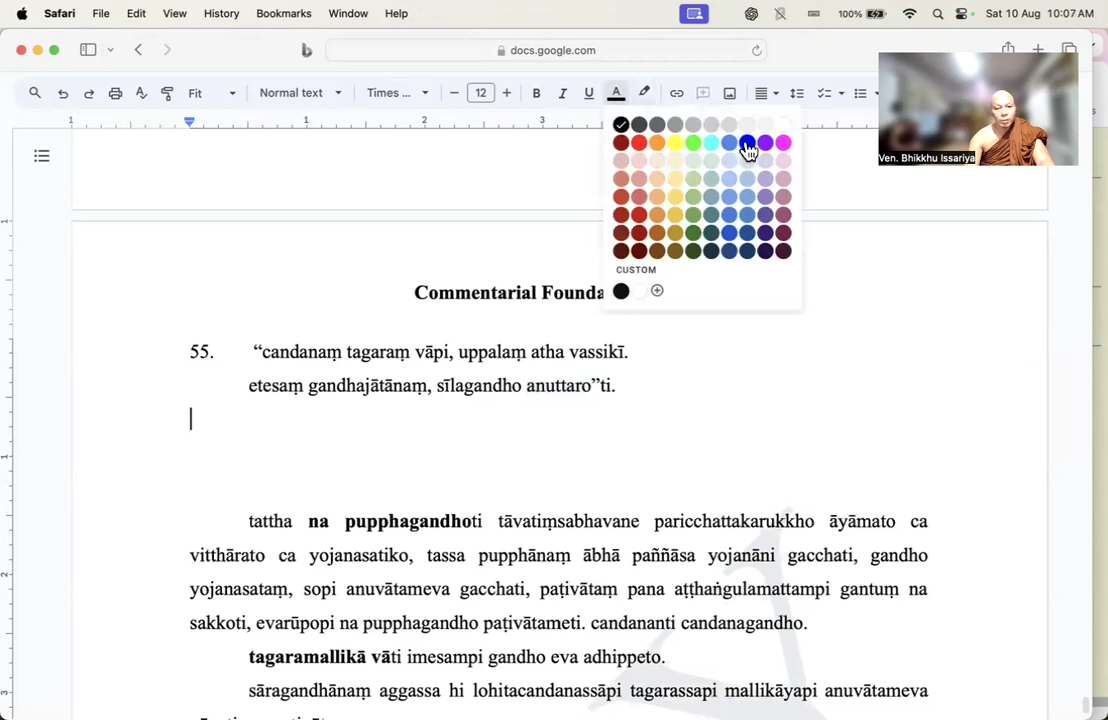 Safari File Edit View History Bookmarks Window Help 100% Sat 10 Aug 10:07 AM
docs.google.com
Fit Normal text Times ... 12 B I U A
1 1 2 3
Ven. Bhikkhu Issariya
CUSTOM
Commentarial Founda
55. “candanaṃ tagaraṃ vāpi, uppalaṃ atha vassikī.
etesaṃ gandhajātānaṃ, sīlagandho anuttaro”ti.
tattha na pupphagandhoti tāvatiṃsabhavane paricchattakarukkho āyāmato ca
vitthārato ca yojanasatiko, tassa pupphānaṃ ābhā paññāsa yojanāni gacchati, gandho
yojanasataṃ, sopi anuvātameva gacchati, paṭivātaṃ pana aṭṭhaṅgulamattampi gantuṃ na
sakkoti, evarūpopi na pupphagandho paṭivātameti. candananti candanagandho.
tagaramallikā vāti imesampi gandho eva adhippeto.
sāragandhānaṃ aggassa hi lohitacandanassāpi tagarassapi mallikāyapi anuvātameva